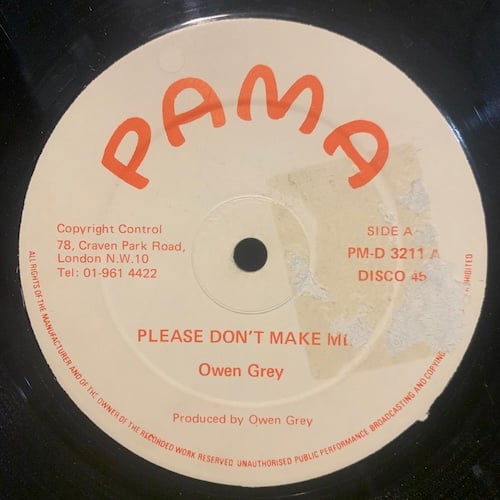 PAMA
Copyright Control
78, Craven Park Road,
London N.W.10
Tel: 01-961 4422
SIDE A
PM-D 3211 A
DISCO 45
PLEASE DON'T MAKE
Owen Grey
Produced by Owen Grey
ALL RIGHTS OF THE MANUFACTURER AND OF THE OWNER OF THE RECORDED WORK RESERVED UNAUTHORISED PUBLIC PERFORMANCE BROADCASTING AND COPYING